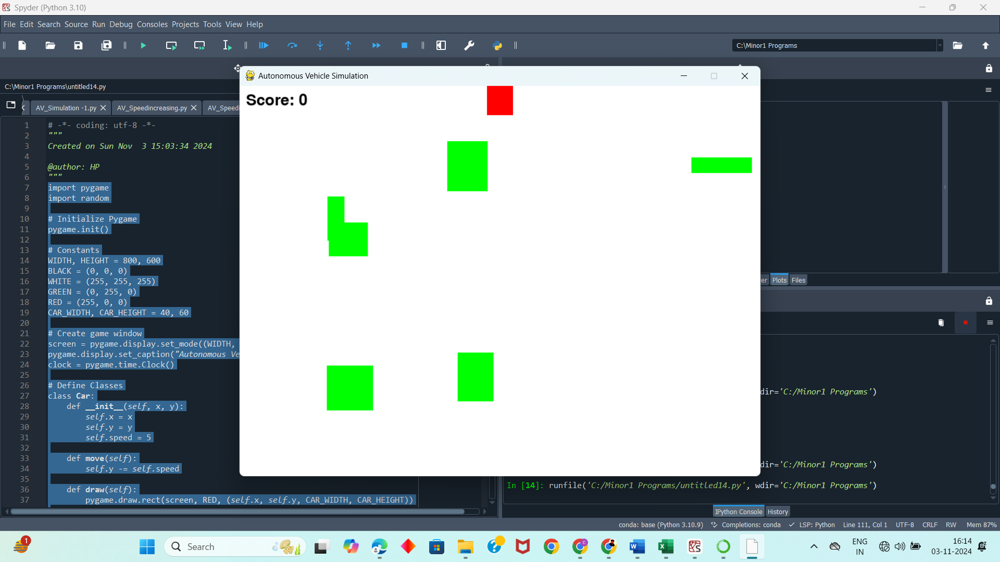 Spyder (Python 3.10)
File Edit Search Source Run Debug Consoles Projects Tools View Help
C:\Minor1 Programs
C:\Minor1 Programs\untitled14.py
AV_Simulation -1.py
AV_Speedincreasing.py
Autonomous Vehicle Simulation
Score: 0
1 # -*- coding: utf-8 -*-
2 """
3 Created on Sun Nov  3 15:03:34 2024
4
5 @author: HP
6 """
7 import pygame
8 import random
9
10 # Initialize Pygame
11 pygame.init()
12
13 # Constants
14 WIDTH, HEIGHT = 800, 600
15 BLACK = (0, 0, 0)
16 WHITE = (255, 255, 255)
17 GREEN = (0, 255, 0)
18 RED = (255, 0, 0)
19 CAR_WIDTH, CAR_HEIGHT = 40, 60
20
21 # Create game window
22 screen = pygame.display.set_mode((WIDTH,
23 pygame.display.set_caption("Autonomous Ve
24 clock = pygame.time.Clock()
25
26 # Define Classes
27 class Car:
28     def __init__(self, x, y):
29         self.x = x
30         self.y = y
31         self.speed = 5
32
33     def move(self):
34         self.y -= self.speed
35
36     def draw(self):
37         pygame.draw.rect(screen, RED, (self.x, self.y, CAR_WIDTH, CAR_HEIGHT))
Plots Files
dir='C:/Minor1 Programs')
dir='C:/Minor1 Programs')
In [14]: runfile('C:/Minor1 Programs/untitled14.py', wdir='C:/Minor1 Programs')
IPython Console History
conda: base (Python 3.10.9) Completions: conda LSP: Python Line 111, Col 1 UTF-8 CRLF RW Mem 87%
1
Search
ENG
IN
16:14
03-11-2024